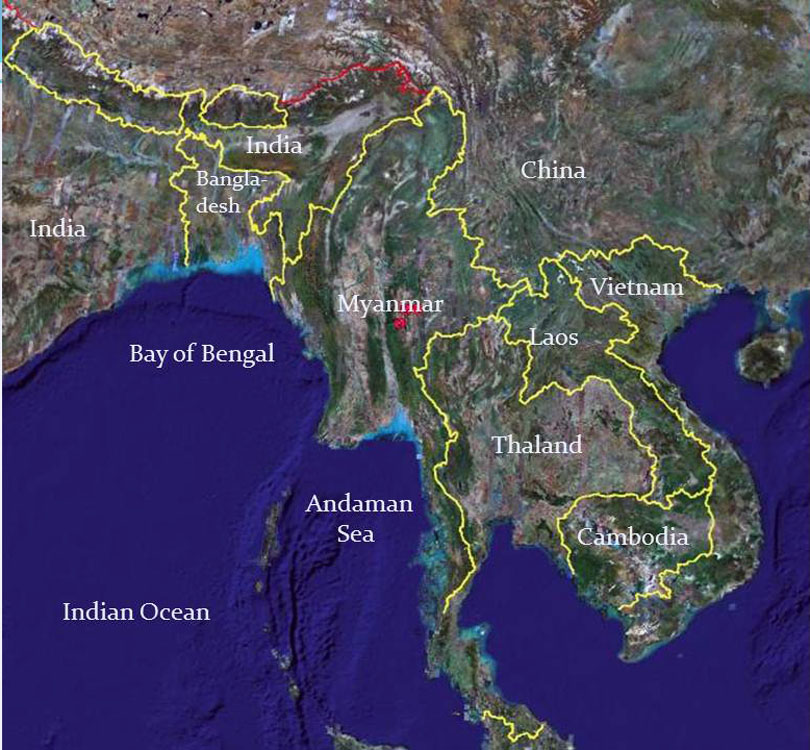 India
China
Bangla-
desh
India
Vietnam
Myanmar
Laos
Bay of Bengal
Thaland
Andaman
Sea
Cambodia
Indian Ocean